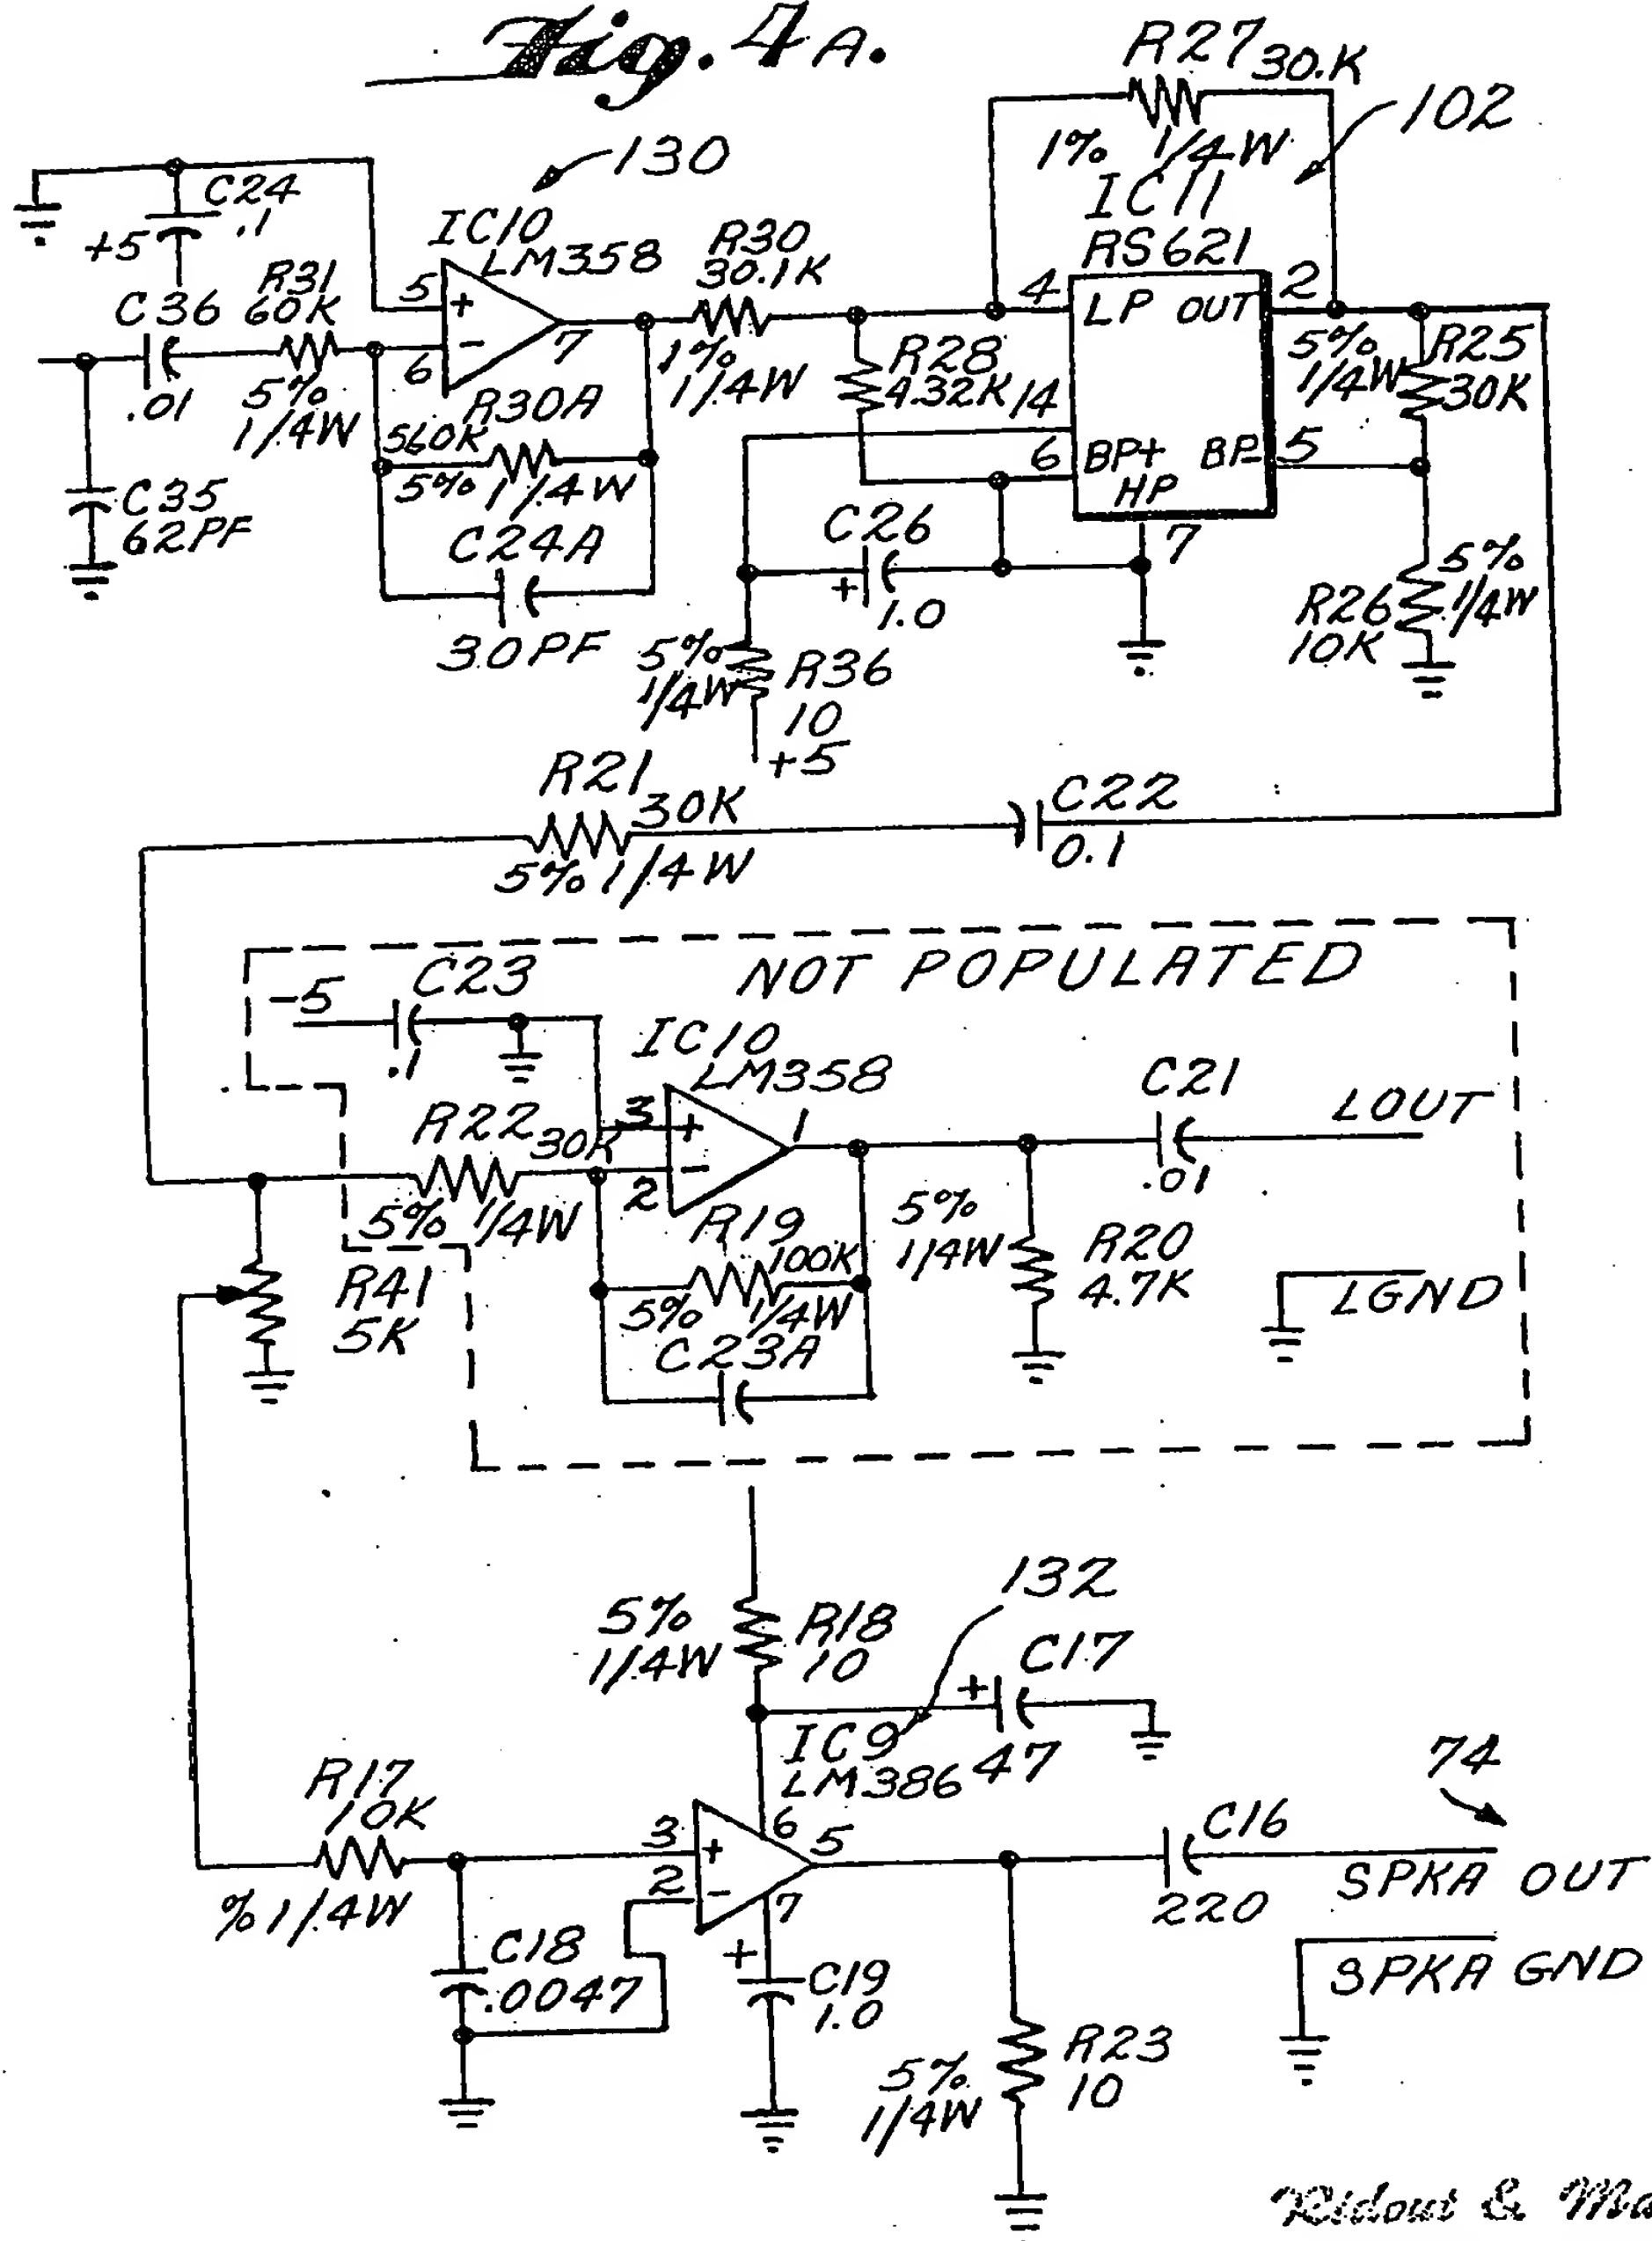 Fig. 4A.
R27 30.K
1% 1/4W
102
130
C24
.1
+5
IC10
LM358
R30
30.1K
1%
1/4W
IC11
RS621
R31
60K
5%
1/4W
C36
.01
5
+
6
-
7
4
LP OUT
2
5%
1/4W
R25
30K
R28
4.32K
14
6
BP+
BP-
5
HP
7
R30A
560K
5% 1/4W
C35
62PF
C24A
30PF
C26
+
1.0
5%
1/4W
R36
10
+5
R26
10K
5%
1/4W
R21
30K
5% 1/4W
C22
0.1
NOT POPULATED
-5
C23
.1
IC10
LM358
C21
.01
LOUT
R22
30K
5% 1/4W
3
+
2
-
1
R19
100K
5% 1/4W
C23A
5%
1/4W
R20
4.7K
LGND
R41
5K
5%
1/4W
R18
10
132
C17
+
47
IC9
LM386
74
R17
10K
% 1/4W
3
+
2
-
6
5
7
C16
220
SPKA OUT
SPKA GND
C18
.0047
+
C19
1.0
5%
1/4W
R23
10
Ridout & Ma